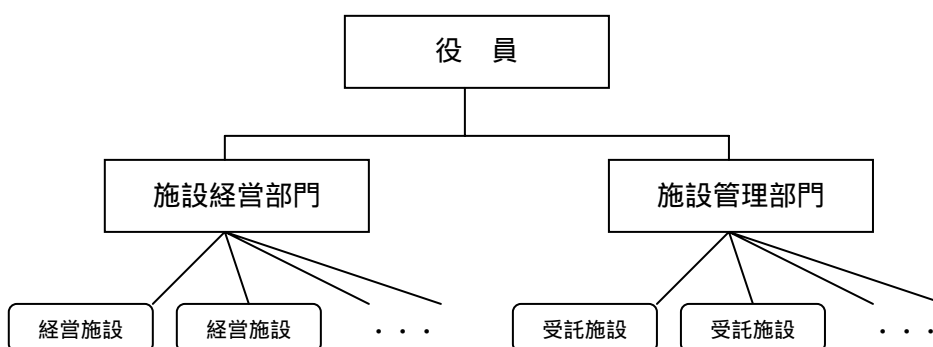 役　員
施設経営部門
施設管理部門
経営施設
経営施設
・・・
受託施設
受託施設
・・・